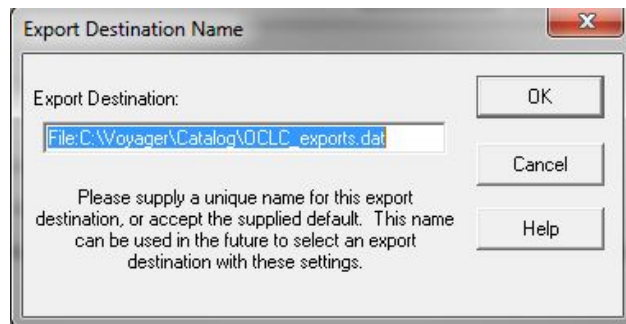 Export Destination Name
x
Export Destination:
File:C:\Voyager\Catalog\OCLC_exports.dat
OK
Cancel
Help
Please supply a unique name for this export
destination, or accept the supplied default.  This name
can be used in the future to select an export
destination with these settings.